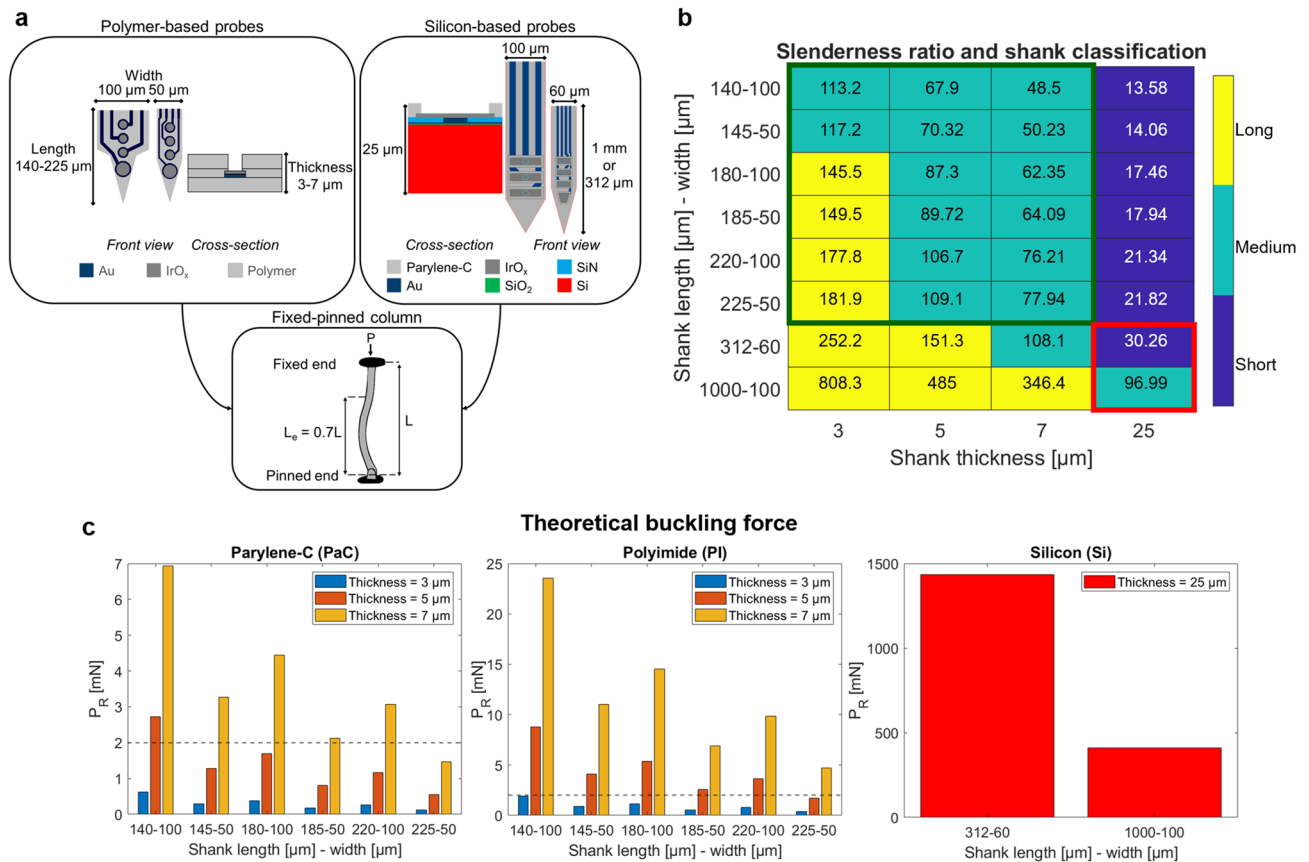 a
Polymer-based probes
Silicon-based probes
Width
100 µm 50 µm
Length
140-225 µm
Thickness
3-7 µm
Front view Cross-section
Au IrOx Polymer
100 µm
60 µm
25 µm
1 mm
or
312 µm
Cross-section Front view
Parylene-C IrOx SiN
Au SiO2 Si
Fixed-pinned column
P
Fixed end
Le = 0.7L
L
Pinned end
b
Slenderness ratio and shank classification
Shank length [µm] - width [µm]
140-100 113.2 67.9 48.5 13.58
145-50 117.2 70.32 50.23 14.06
180-100 145.5 87.3 62.35 17.46
185-50 149.5 89.72 64.09 17.94
220-100 177.8 106.7 76.21 21.34
225-50 181.9 109.1 77.94 21.82
312-60 252.2 151.3 108.1 30.26
1000-100 808.3 485 346.4 96.99
3 5 7 25
Shank thickness [µm]
Long
Medium
Short
c
Theoretical buckling force
Parylene-C (PaC)
PR [mN]
7
6
5
4
3
2
1
0
Thickness = 3 µm
Thickness = 5 µm
Thickness = 7 µm
140-100 145-50 180-100 185-50 220-100 225-50
Shank length [µm] - width [µm]
Polyimide (PI)
PR [mN]
25
20
15
10
5
2
0
Thickness = 3 µm
Thickness = 5 µm
Thickness = 7 µm
140-100 145-50 180-100 185-50 220-100 225-50
Shank length [µm] - width [µm]
Silicon (Si)
PR [mN]
1500
1000
500
0
Thickness = 25 µm
312-60 1000-100
Shank length [µm] - width [µm]